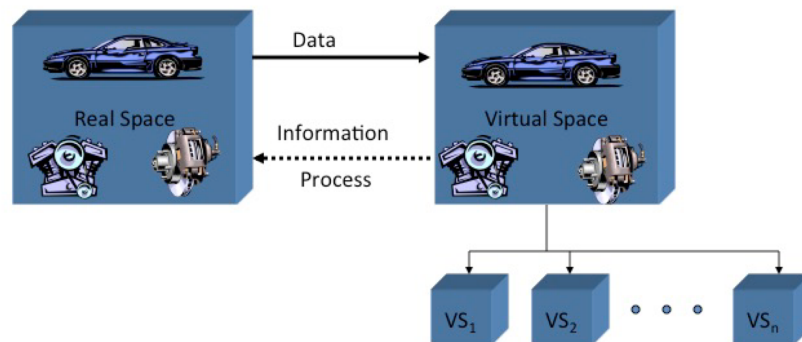 Data
Real Space
Virtual Space
Information
Process
VS₁
VS₂
VSₙ